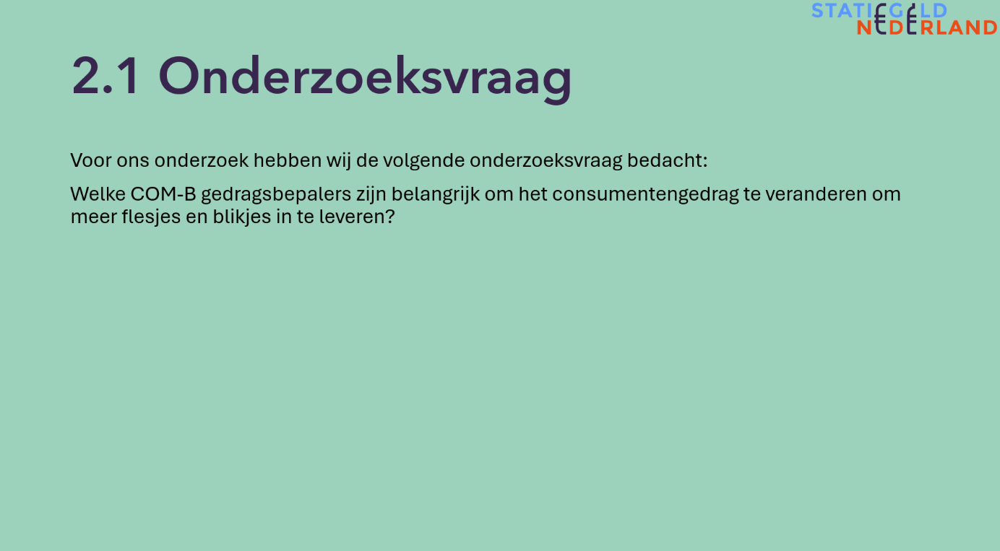 STATIEGELD
NEDERLAND
2.1 Onderzoeksvraag
Voor ons onderzoek hebben wij de volgende onderzoeksvraag bedacht:
Welke COM-B gedragsbepalers zijn belangrijk om het consumentengedrag te veranderen om
meer flesjes en blikjes in te leveren?